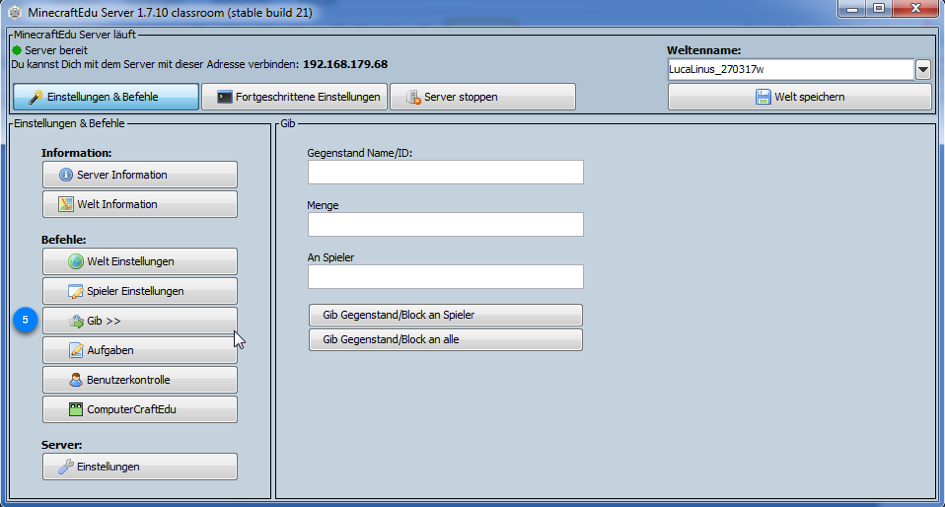 MinecraftEdu Server 1.7.10 classroom (stable build 21)
MinecraftEdu Server läuft
Server bereit
Du kannst Dich mit dem Server mit dieser Adresse verbinden: 192.168.179.68
Weltenname:
LucaLinus_270317w
Einstellungen & Befehle
Fortgeschrittene Einstellungen
Server stoppen
Welt speichern
Einstellungen & Befehle
Information:
Server Information
Welt Information
Befehle:
Welt Einstellungen
Spieler Einstellungen
5
Gib >>
Aufgaben
Benutzerkontrolle
ComputerCraftEdu
Server:
Einstellungen
Gib
Gegenstand Name/ID:
Menge
An Spieler
Gib Gegenstand/Block an Spieler
Gib Gegenstand/Block an alle